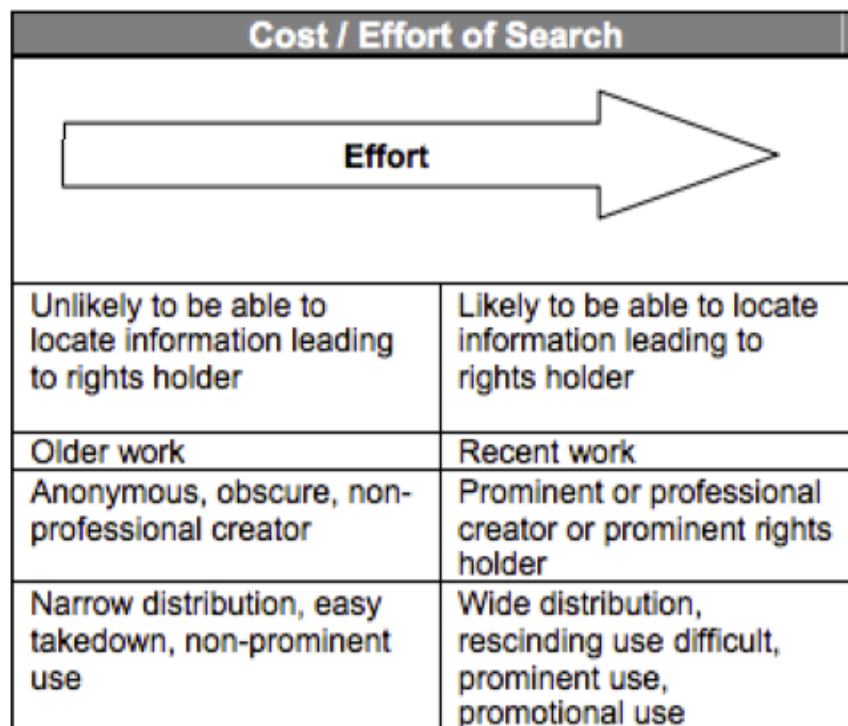 Cost / Effort of Search
Effort
Unlikely to be able to
locate information leading
to rights holder
Likely to be able to locate
information leading to
rights holder
Older work
Recent work
Anonymous, obscure, non-
professional creator
Prominent or professional
creator or prominent rights
holder
Narrow distribution, easy
takedown, non-prominent
use
Wide distribution,
rescinding use difficult,
prominent use,
promotional use